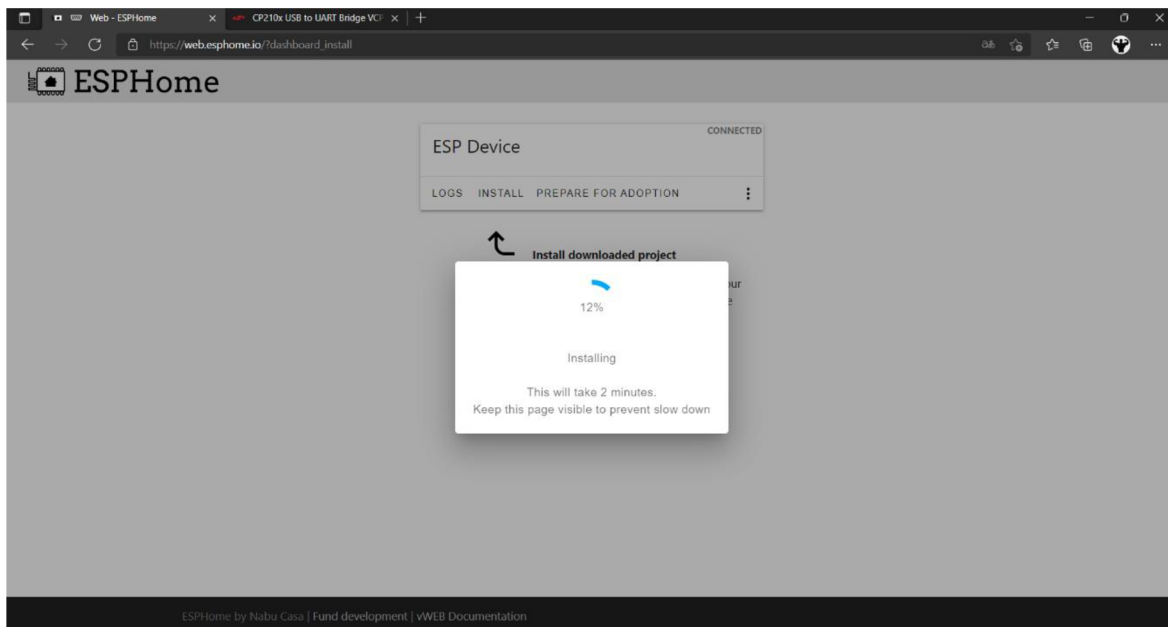 Web - ESPHome
CP210x USB to UART Bridge VCP
https://web.esphome.io/?dashboard_install
ESPHome
CONNECTED
ESP Device
LOGS INSTALL PREPARE FOR ADOPTION
Install downloaded project
12%
Installing
This will take 2 minutes.
Keep this page visible to prevent slow down
ESPHome by Nabu Casa | Fund development | vWEB Documentation